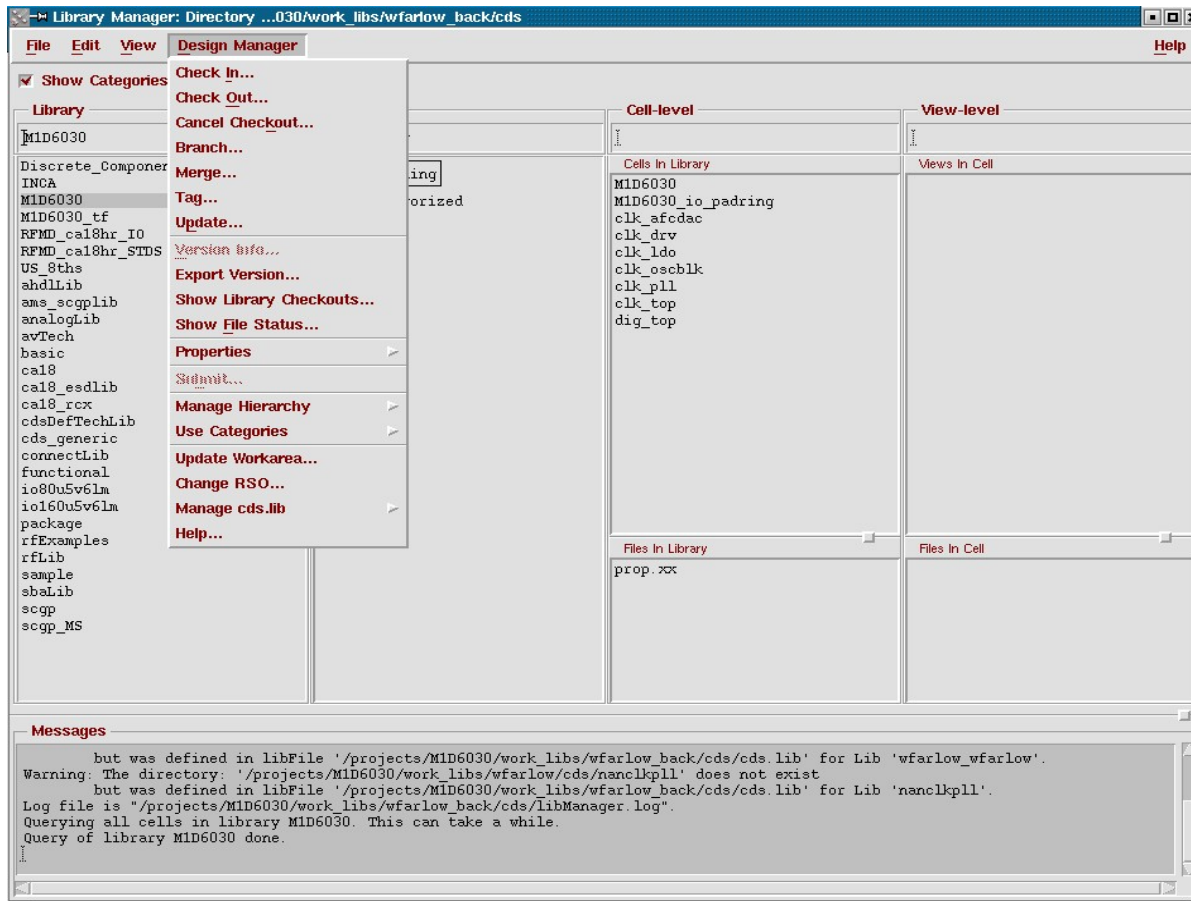 Library Manager: Directory ...030/work_libs/wfarlow_back/cds
File Edit View Design Manager Help
Show Categories
Check In...
Check Out...
Cancel Checkout...
Branch...
Merge...
Tag...
Update...
Version Info...
Export Version...
Show Library Checkouts...
Show File Status...
Properties
Submit...
Manage Hierarchy
Use Categories
Update Workarea...
Change RSO...
Manage cds.lib
Help...
Library
M1D6030
Discrete_Componen
INCA
M1D6030
M1D6030_tf
RFMD_ca18hr_IO
RFMD_ca18hr_STDS
US_8ths
ahdlLib
ams_scgplib
analogLib
avTech
basic
ca18
ca18_esdlib
ca18_rcx
cdsDefTechLib
cds_generic
connectLib
functional
io80u5v6lm
io160u5v6lm
package
rfExamples
rfLib
sample
sbaLib
scgp
scgp_MS
ing
orized
Cell-level
Cells In Library
M1D6030
M1D6030_io_padring
clk_afcdac
clk_drv
clk_ldo
clk_oscblk
clk_pll
clk_top
dig_top
Files In Library
prop.xx
View-level
Views In Cell
Files In Cell
Messages
but was defined in libFile '/projects/M1D6030/work_libs/wfarlow_back/cds/cds.lib' for Lib 'wfarlow_wfarlow'.
Warning: The directory: '/projects/M1D6030/work_libs/wfarlow/cds/nanclkpll' does not exist
but was defined in libFile '/projects/M1D6030/work_libs/wfarlow_back/cds/cds.lib' for Lib 'nanclkpll'.
Log file is "/projects/M1D6030/work_libs/wfarlow_back/cds/libManager.log".
Querying all cells in library M1D6030. This can take a while.
Query of library M1D6030 done.